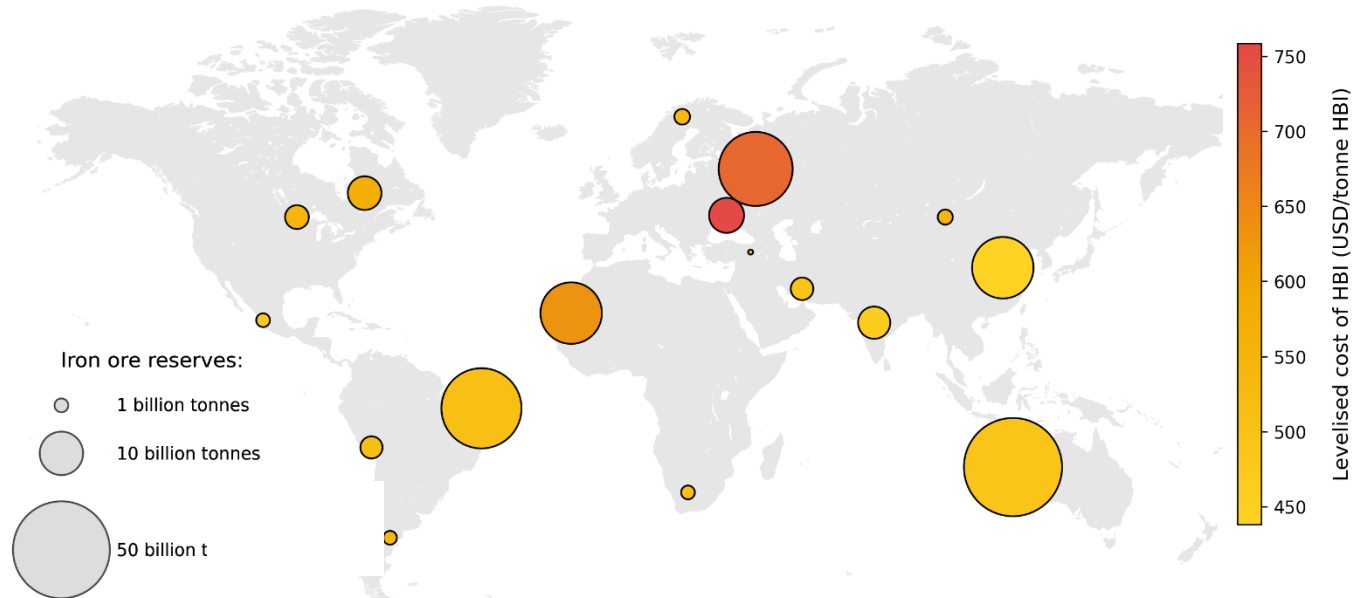 Iron ore reserves:
1 billion tonnes
10 billion tonnes
50 billion t
750
700
650
600
550
500
450
Levelised cost of HBI (USD/tonne HBI)